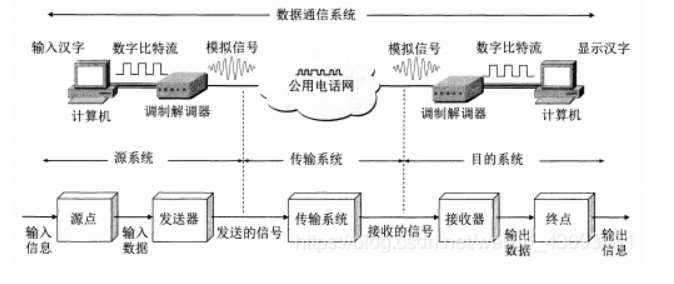 数据通信系统
输入汉字 数字比特流 模拟信号 模拟信号 数字比特流 显示汉字
公用电话网
计算机 调制解调器 调制解调器 计算机
源系统 传输系统 目的系统
源点 发送器 传输系统 接收器 终点
输入信息 输入数据 发送的信号 接收的信号 输出数据 输出信息